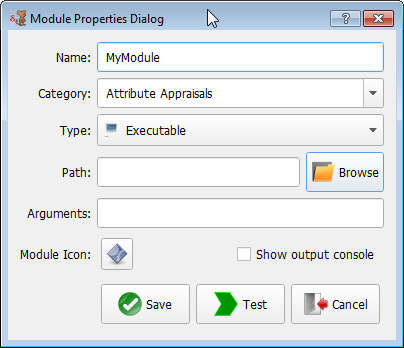 Module Properties Dialog
Name: MyModule
Category: Attribute Appraisals
Type: Executable
Path: Browse
Arguments:
Module Icon: Show output console
Save Test Cancel